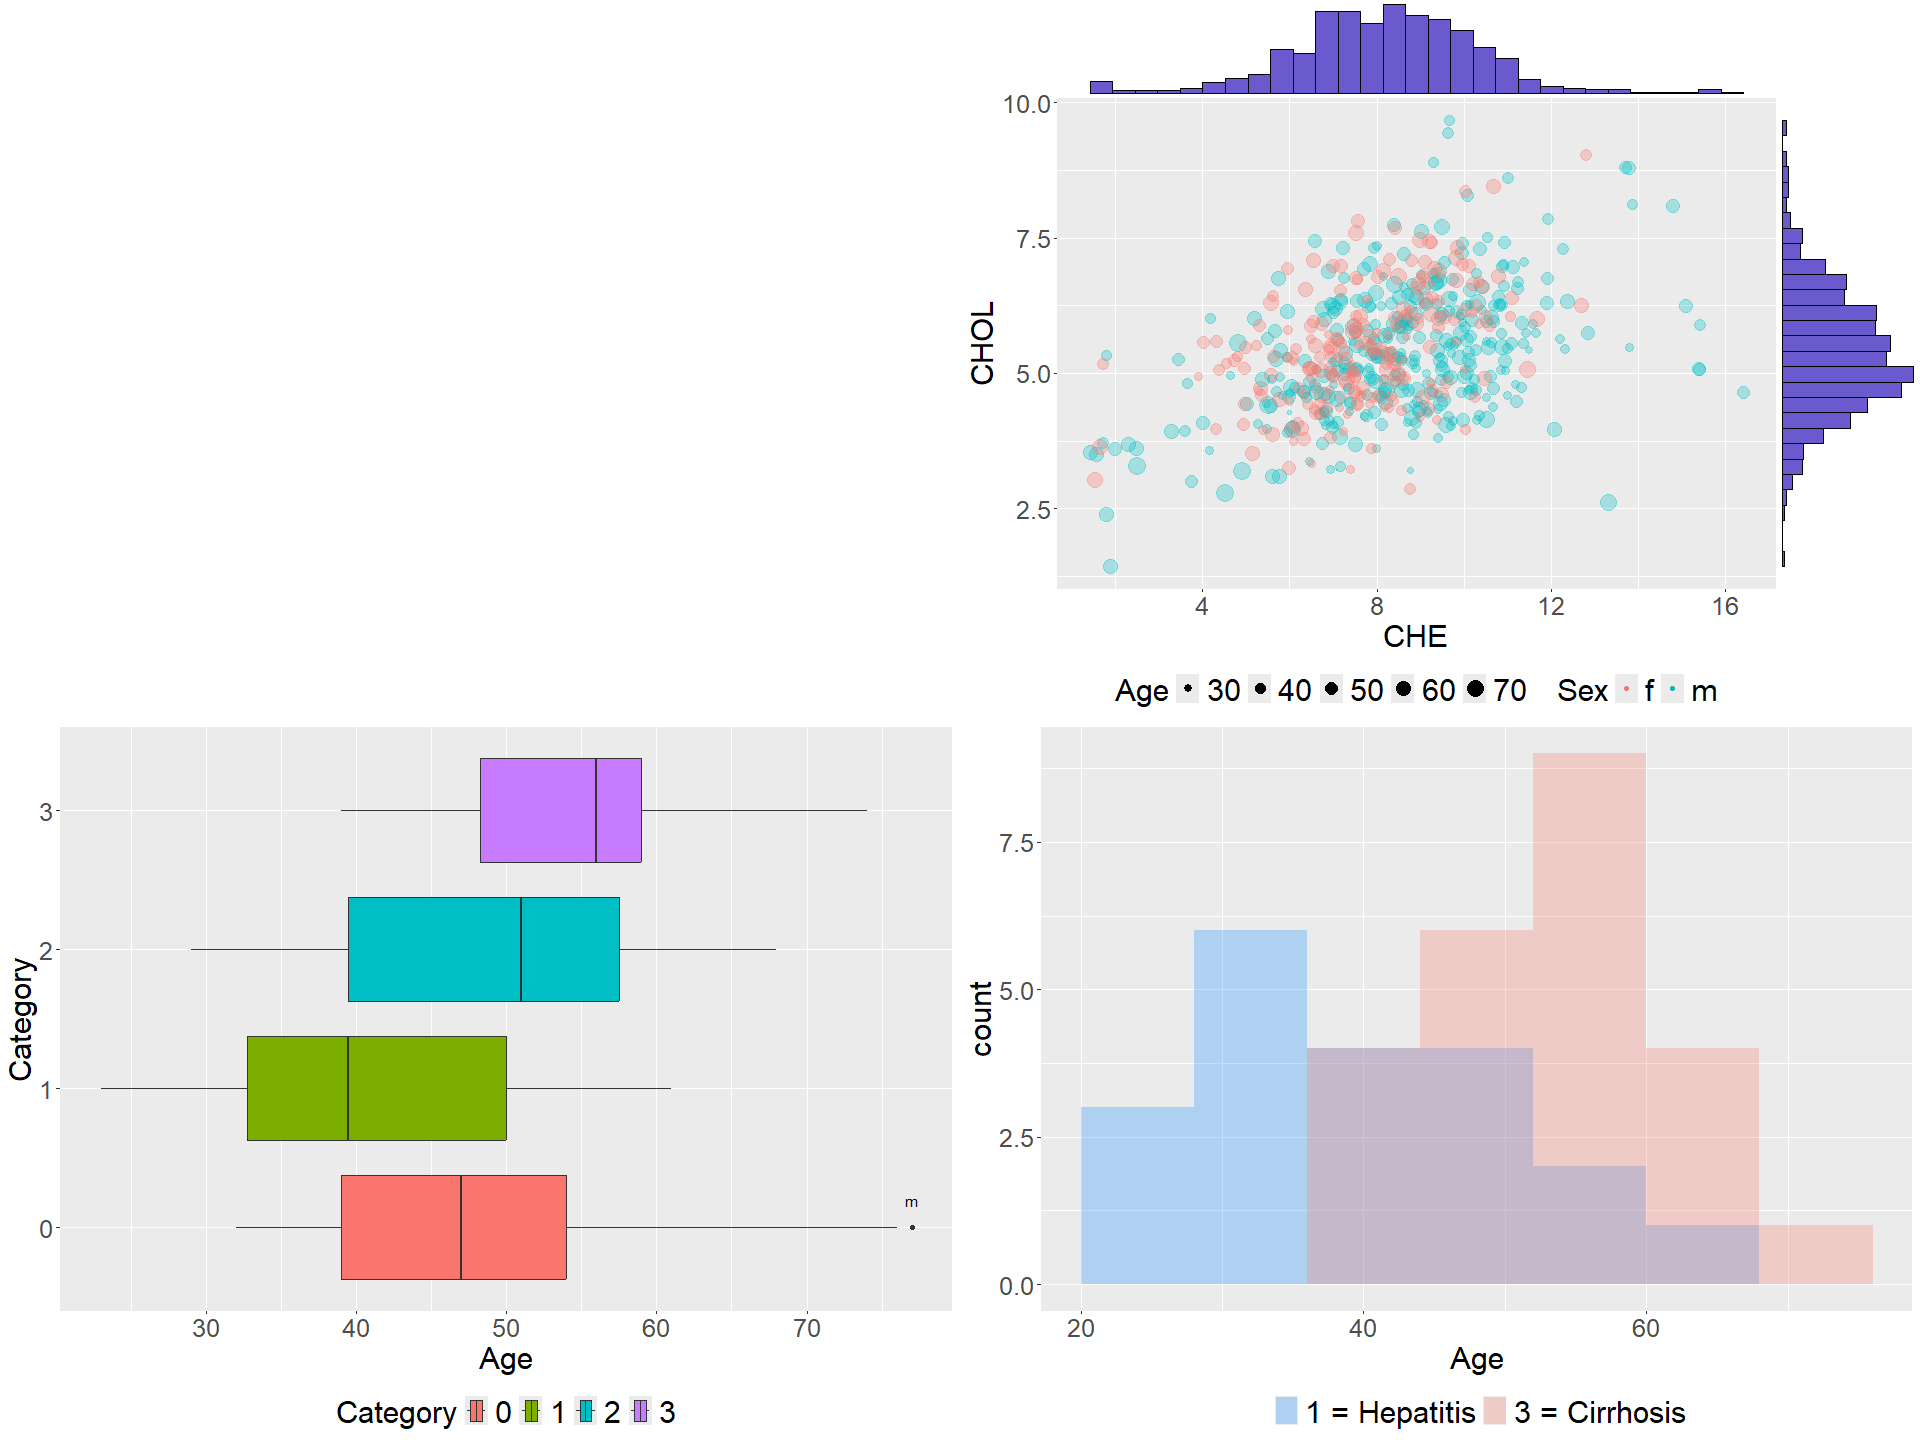 10.0
7.5
5.0
2.5
CHOL
4 8 12 16
CHE
Age 30 40 50 60 70 Sex f m
3
2
1
0
Category
m
30 40 50 60 70
Age
Category 0 1 2 3
7.5
5.0
2.5
0.0
count
20 40 60
Age
1 = Hepatitis 3 = Cirrhosis